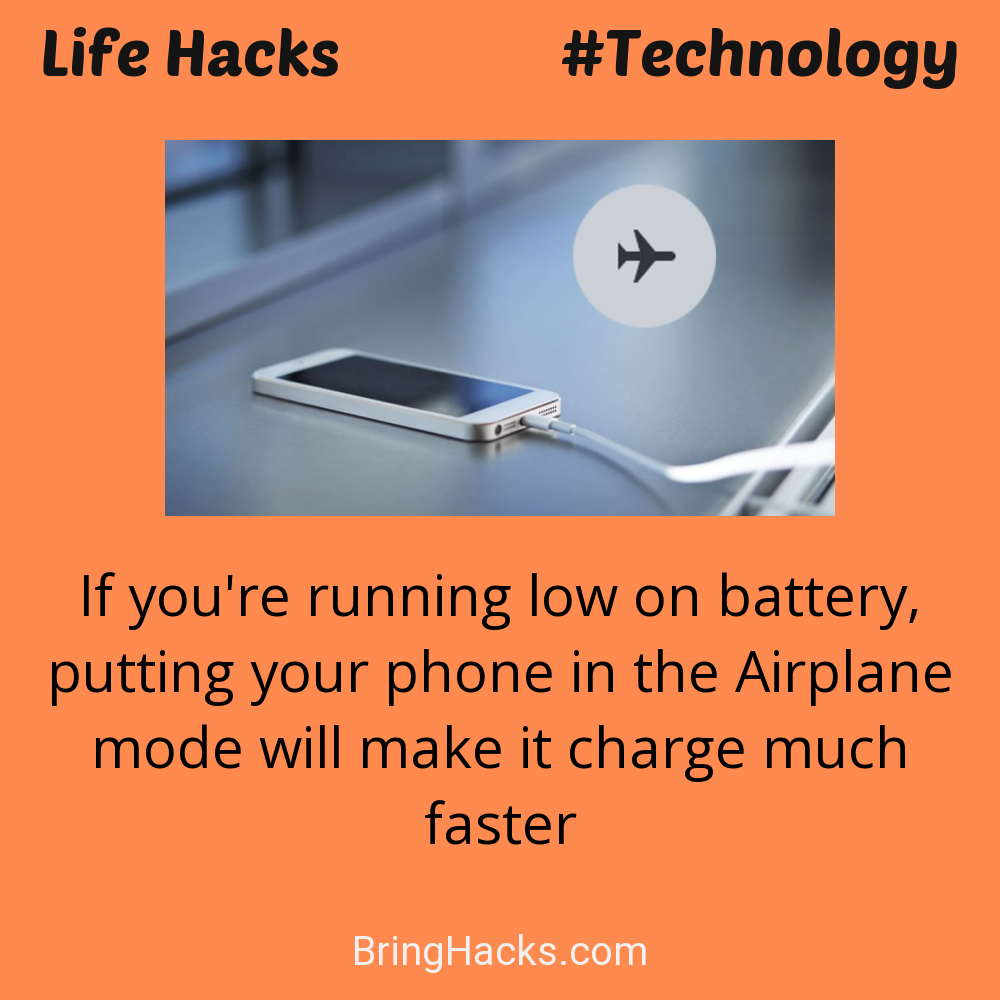 Life Hacks #Technology
If you're running low on battery,
putting your phone in the Airplane
mode will make it charge much
faster
BringHacks.com